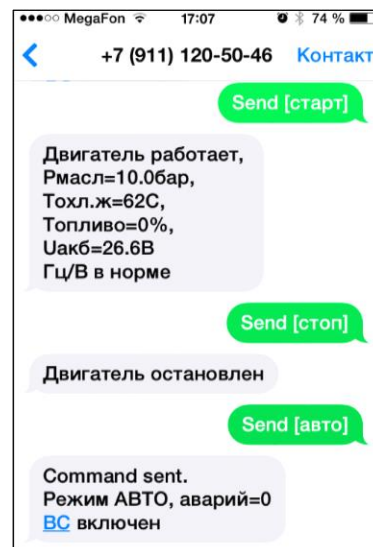 MegaFon 17:07 74 %
+7 (911) 120-50-46 Контакт
Send [старт]
Двигатель работает,
Рмасл=10.0бар,
Тохл.ж=62С,
Топливо=0%,
Uакб=26.6В
Гц/В в норме
Send [стоп]
Двигатель остановлен
Send [авто]
Command sent.
Режим АВТО, аварий=0
ВС включен